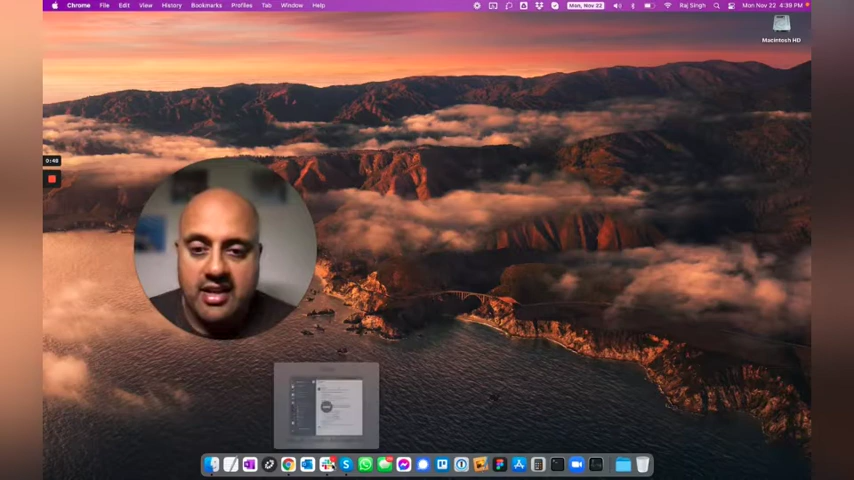 Chrome File Edit View History Bookmarks Profiles Tab Window Help Mon, Nov 22 Raj Singh Mon Nov 22 4:39 PM
Macintosh HD
0:48